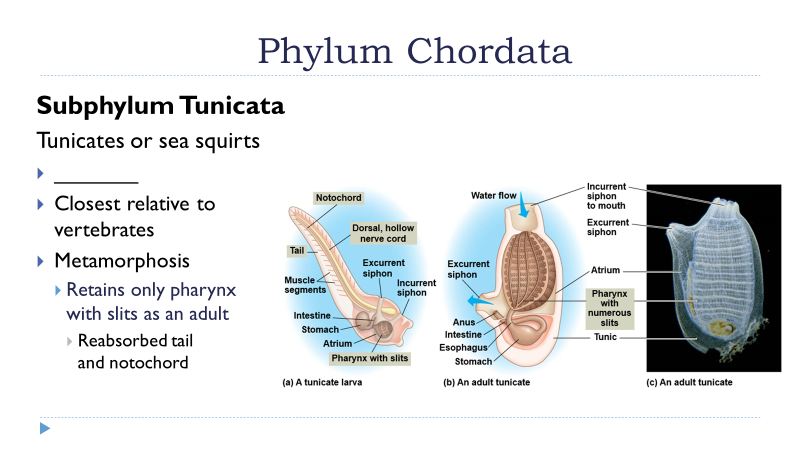 Phylum Chordata
Subphylum Tunicata
Tunicates or sea squirts
________
Closest relative to
vertebrates
Metamorphosis
Retains only pharynx
with slits as an adult
Reabsorbed tail
and notochord
Notochord
Dorsal, hollow
nerve cord
Tail
Excurrent
siphon
Incurrent
siphon
Muscle
segments
Intestine
Stomach
Atrium
Pharynx with slits
(a) A tunicate larva
Water flow
Excurrent
siphon
Anus
Intestine
Esophagus
Stomach
(b) An adult tunicate
Incurrent
siphon
to mouth
Excurrent
siphon
Atrium
Pharynx
with
numerous
slits
Tunic
(c) An adult tunicate